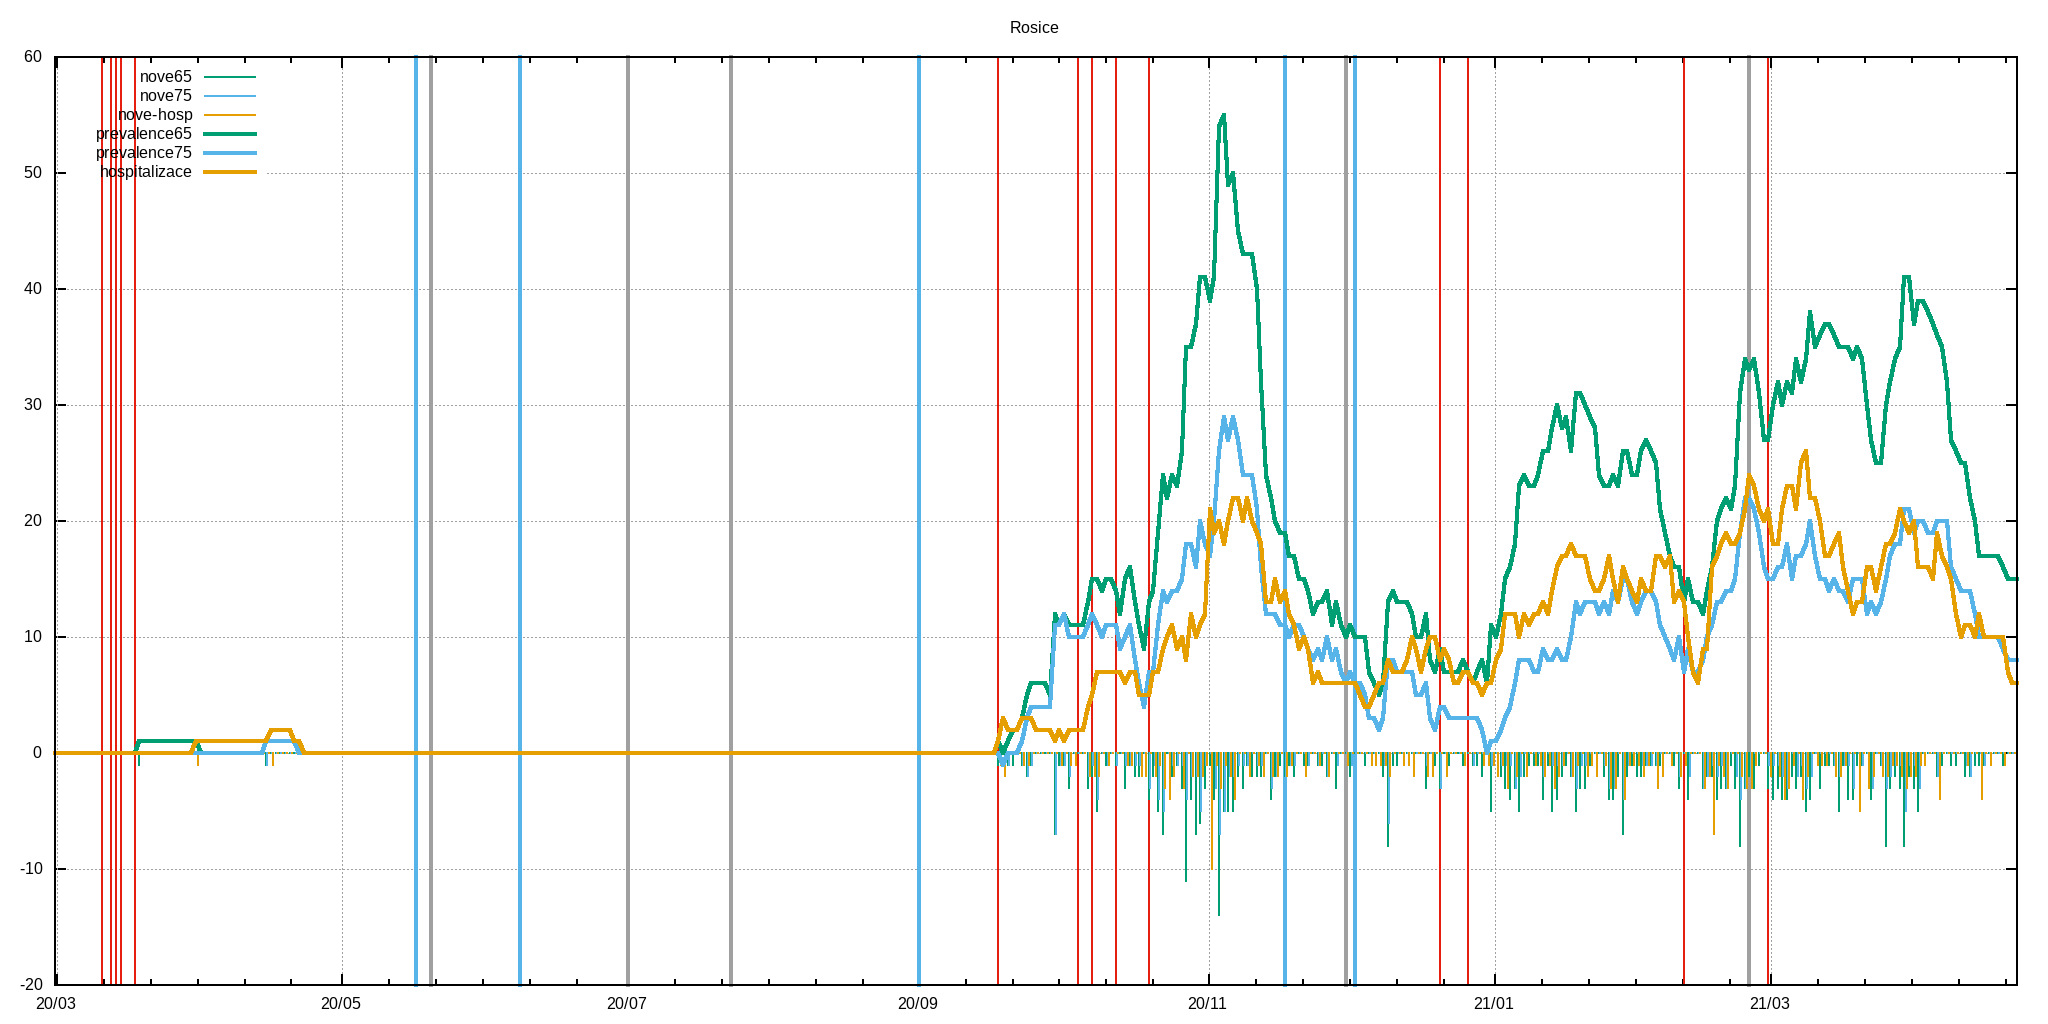 Rosice
60
50
40
30
20
10
0
-10
-20
nove65
nove75
nove-hosp
prevalence65
prevalence75
hospitalizace
20/03 20/05 20/07 20/09 20/11 21/01 21/03